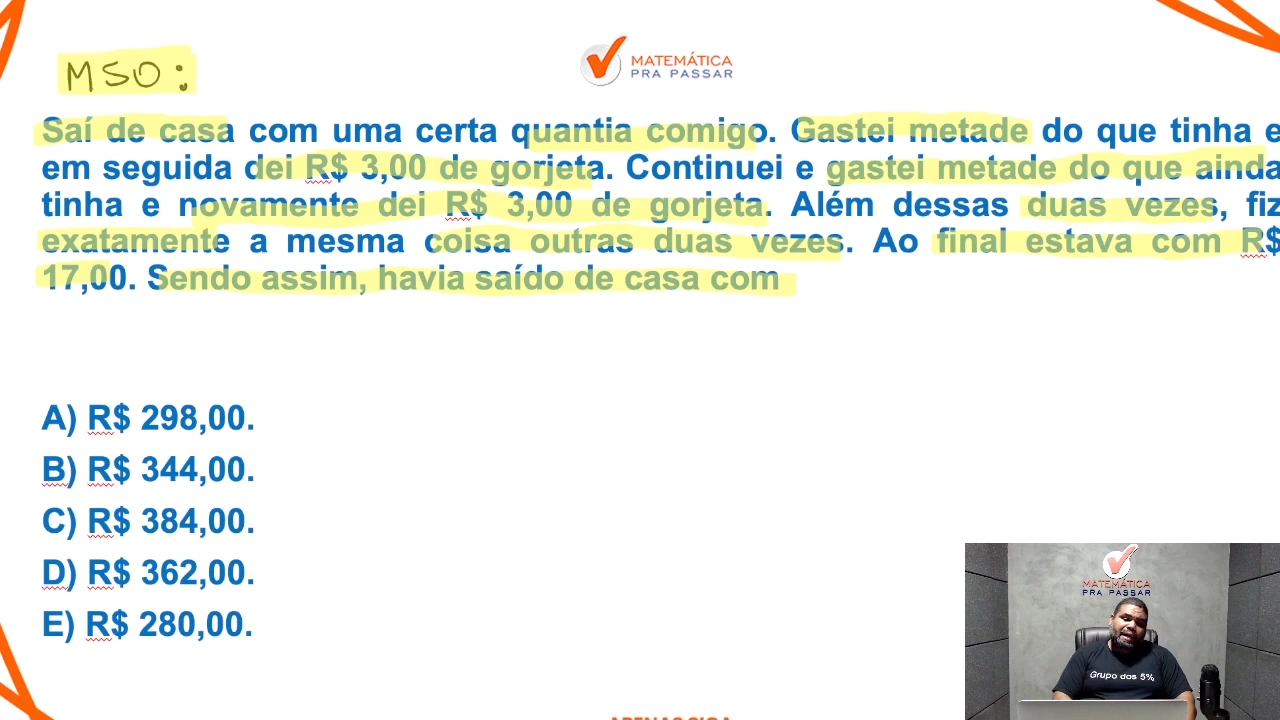 MSO:
MATEMÁTICA
PRA PASSAR
Saí de casa com uma certa quantia comigo. Gastei metade do que tinha e
em seguida dei R$ 3,00 de gorjeta. Continuei e gastei metade do que ainda
tinha e novamente dei R$ 3,00 de gorjeta. Além dessas duas vezes, fiz
exatamente a mesma coisa outras duas vezes. Ao final estava com R$
17,00. Sendo assim, havia saído de casa com
A) R$ 298,00.
B) R$ 344,00.
C) R$ 384,00.
D) R$ 362,00.
E) R$ 280,00.
MATEMÁTICA
PRA PASSAR
Grupo dos 5%